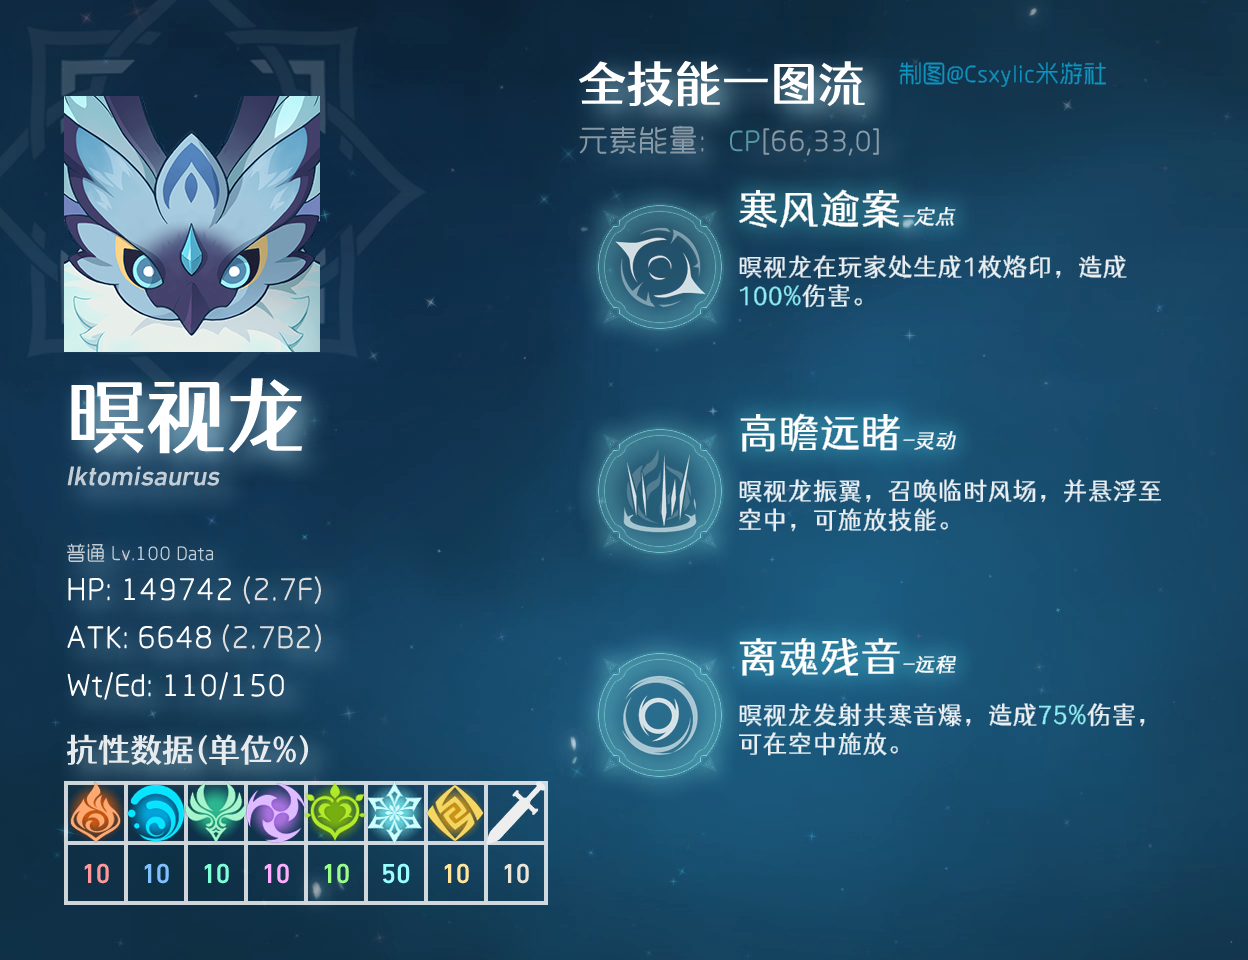 全技能一图流
制图@Csxylic米游社
元素能量: CP[66,33,0]
寒风逾案-定点
暝视龙在玩家处生成1枚烙印，造成
100%伤害。
高瞻远睹-灵动
暝视龙振翼，召唤临时风场，并悬浮至
空中，可施放技能。
离魂残音-远程
暝视龙发射共寒音爆，造成75%伤害，
可在空中施放。
暝视龙
Iktomisaurus
普通 Lv.100 Data
HP: 149742 (2.7F)
ATK: 6648 (2.7B2)
Wt/Ed: 110/150
抗性数据(单位%)
10 10 10 10 10 50 10 10